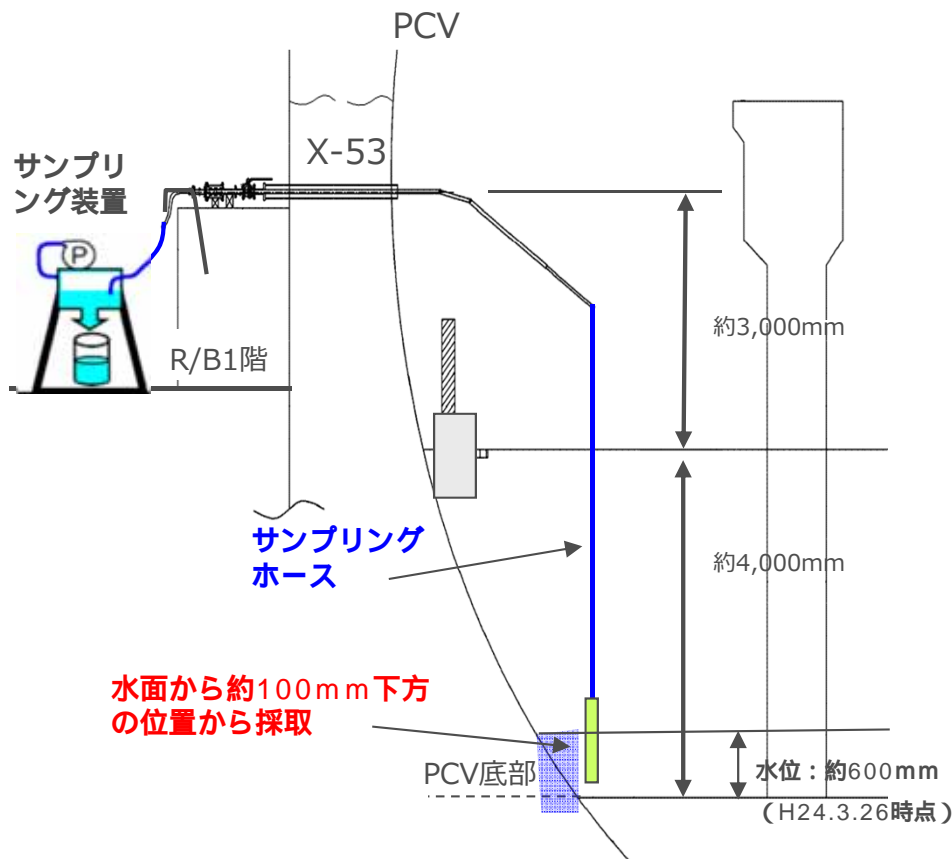 PCV
X-53
サンプリ
ング装置
P
R/B1階
約3,000mm
サンプリング
ホース
約4,000mm
水面から約100mm下方
の位置から採取
PCV底部
水位：約600mm
（H24.3.26時点）